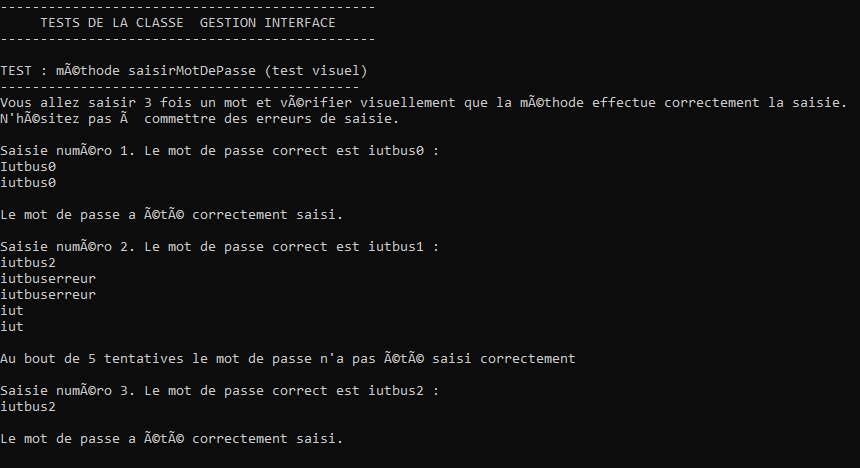 -----------------------------------------------
TESTS DE LA CLASSE  GESTION INTERFACE
-----------------------------------------------
TEST : mÃ©thode saisirMotDePasse (test visuel)
---------------------------------------------
Vous allez saisir 3 fois un mot et vÃ©rifier visuellement que la mÃ©thode effectue correctement la saisie.
N'hÃ©sitez pas Ã  commettre des erreurs de saisie.
Saisie numÃ©ro 1. Le mot de passe correct est iutbus0 :
Iutbus0
iutbus0
Le mot de passe a Ã©tÃ© correctement saisi.
Saisie numÃ©ro 2. Le mot de passe correct est iutbus1 :
iutbus2
iutbuserreur
iutbuserreur
iut
iut
Au bout de 5 tentatives le mot de passe n'a pas Ã©tÃ© saisi correctement
Saisie numÃ©ro 3. Le mot de passe correct est iutbus2 :
iutbus2
Le mot de passe a Ã©tÃ© correctement saisi.